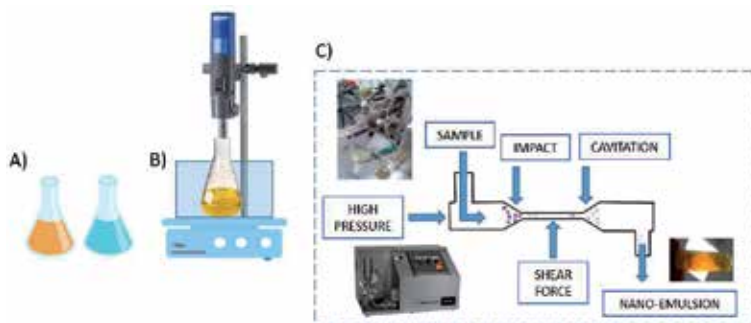 A)
B)
C)
SAMPLE
IMPACT
CAVITATION
HIGH
PRESSURE
SHEAR
FORCE
NANO-EMULSION